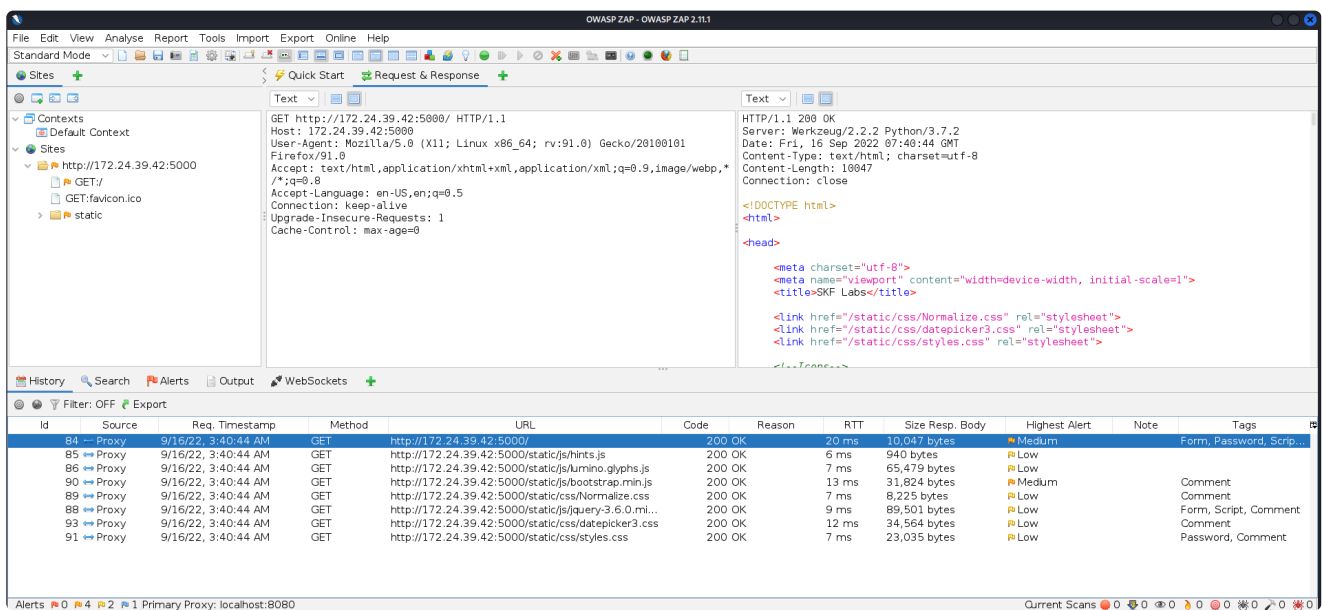 OWASP ZAP - OWASP ZAP 2.11.1
File Edit View Analyse Report Tools Import Export Online Help
Standard Mode
Sites
Quick Start Request & Response
Text
Text
Contexts
Default Context
Sites
http://172.24.39.42:5000
GET:/
GET:favicon.ico
static
GET http://172.24.39.42:5000/ HTTP/1.1
Host: 172.24.39.42:5000
User-Agent: Mozilla/5.0 (X11; Linux x86_64; rv:91.0) Gecko/20100101
Firefox/91.0
Accept: text/html,application/xhtml+xml,application/xml;q=0.9,image/webp,*
/*;q=0.8
Accept-Language: en-US,en;q=0.5
Connection: keep-alive
Upgrade-Insecure-Requests: 1
Cache-Control: max-age=0
HTTP/1.1 200 OK
Server: Werkzeug/2.2.2 Python/3.7.2
Date: Fri, 16 Sep 2022 07:40:44 GMT
Content-Type: text/html; charset=utf-8
Content-Length: 10047
Connection: close
<!DOCTYPE html>
<html>
<head>
<meta charset="utf-8">
<meta name="viewport" content="width=device-width, initial-scale=1">
<title>SKF Labs</title>
<link href="/static/css/Normalize.css" rel="stylesheet">
<link href="/static/css/datepicker3.css" rel="stylesheet">
<link href="/static/css/styles.css" rel="stylesheet">
<!--Icons-->
History Search Alerts Output WebSockets
Filter: OFF Export
Id Source Req. Timestamp Method URL Code Reason RTT Size Resp. Body Highest Alert Note Tags
84 Proxy 9/16/22, 3:40:44 AM GET http://172.24.39.42:5000/ 200 OK 20 ms 10,047 bytes Medium Form, Password, Scrip...
85 Proxy 9/16/22, 3:40:44 AM GET http://172.24.39.42:5000/static/js/hints.js 200 OK 6 ms 940 bytes Low
86 Proxy 9/16/22, 3:40:44 AM GET http://172.24.39.42:5000/static/js/lumino.glyphs.js 200 OK 7 ms 65,479 bytes Low
90 Proxy 9/16/22, 3:40:44 AM GET http://172.24.39.42:5000/static/js/bootstrap.min.js 200 OK 13 ms 31,824 bytes Medium Comment
89 Proxy 9/16/22, 3:40:44 AM GET http://172.24.39.42:5000/static/css/Normalize.css 200 OK 7 ms 8,225 bytes Low Comment
88 Proxy 9/16/22, 3:40:44 AM GET http://172.24.39.42:5000/static/js/jquery-3.6.0.mi... 200 OK 9 ms 89,501 bytes Low Form, Script, Comment
93 Proxy 9/16/22, 3:40:44 AM GET http://172.24.39.42:5000/static/css/datepicker3.css 200 OK 12 ms 34,564 bytes Low Comment
91 Proxy 9/16/22, 3:40:44 AM GET http://172.24.39.42:5000/static/css/styles.css 200 OK 7 ms 23,035 bytes Low Password, Comment
Alerts 0 4 2 1 Primary Proxy: localhost:8080 Current Scans 0 0 0 0 0 0 0 0